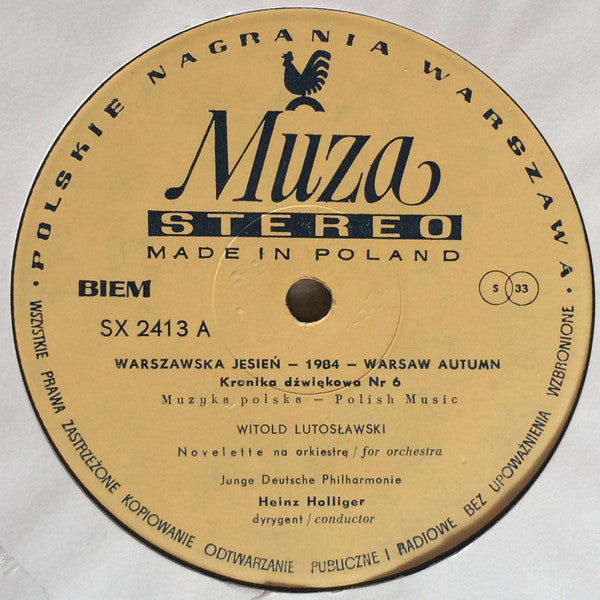 • POLSKIE NAGRANIA WARSZAWA •
Muza
STEREO
MADE IN POLAND
BIEM
S 33
SX 2413 A
WARSZAWSKA JESIEŃ – 1984 – WARSAW AUTUMN
Kronika dźwiękowa Nr 6
Muzyka polska – Polish Music
WITOLD LUTOSŁAWSKI
Novelette na orkiestrę / for orchestra
Junge Deutsche Philharmonie
Heinz Holliger
dyrygent / conductor
WSZYSTKIE PRAWA ZASTRZEŻONE KOPIOWANIE ODTWARZANIE PUBLICZNE I RADIOWE BEZ UPOWAŻNIENIA WZBRONIONE